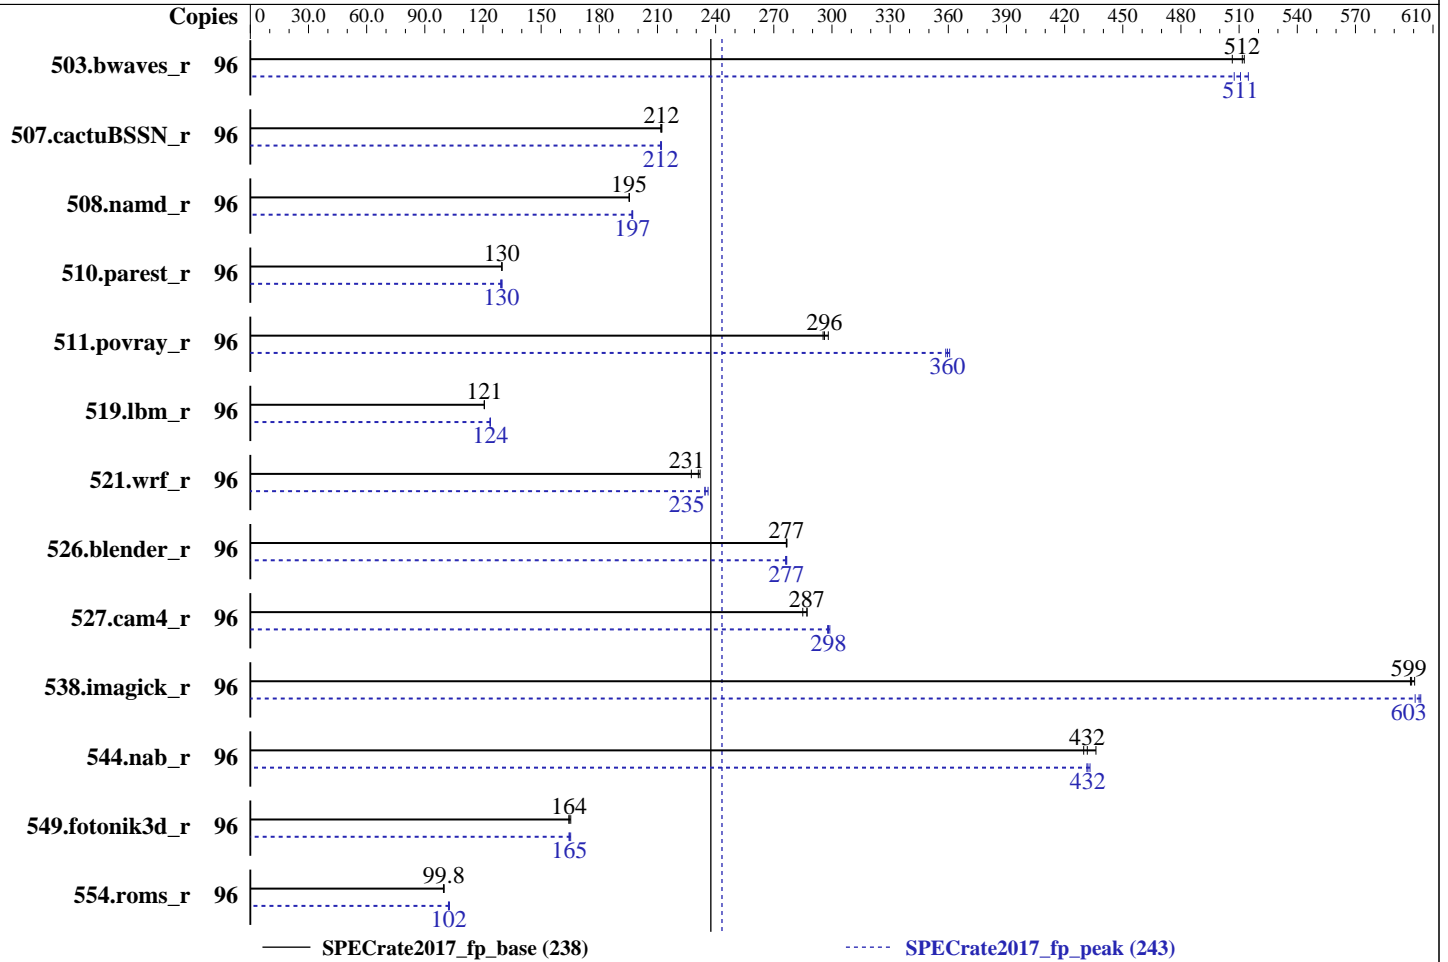 Copies 0 30.0 60.0 90.0 120 150 180 210 240 270 300 330 360 390 420 450 480 510 540 570 610
503.bwaves_r 96 512
511
507.cactuBSSN_r 96 212
212
508.namd_r 96 195
197
510.parest_r 96 130
130
511.povray_r 96 296
360
519.lbm_r 96 121
124
521.wrf_r 96 231
235
526.blender_r 96 277
277
527.cam4_r 96 287
298
538.imagick_r 96 599
603
544.nab_r 96 432
432
549.fotonik3d_r 96 164
165
554.roms_r 96 99.8
102
SPECrate2017_fp_base (238) SPECrate2017_fp_peak (243)